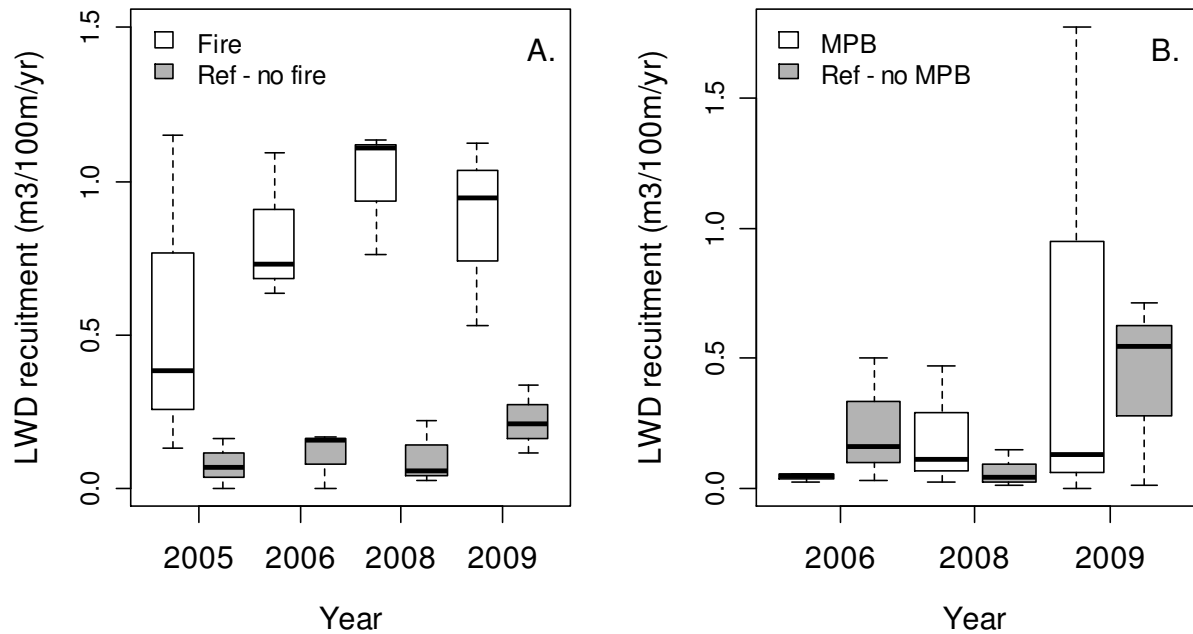 LWD recuitment (m3/100m/yr)
1.5
1.0
0.5
0.0
Fire
Ref - no fire
A.
2005 2006 2008 2009
Year
LWD recuitment (m3/100m/yr)
1.5
1.0
0.5
0.0
MPB
Ref - no MPB
B.
2006 2008 2009
Year